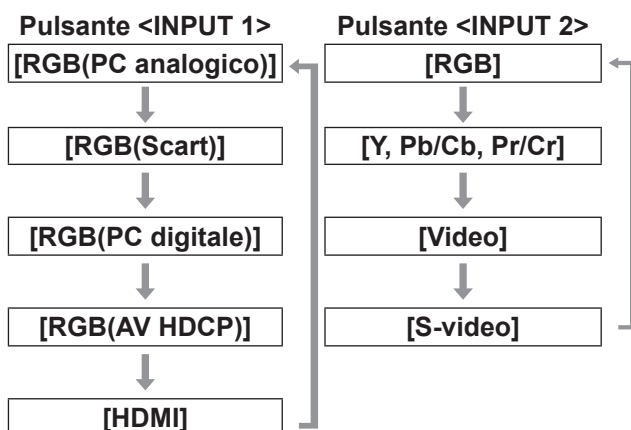 Pulsante <INPUT 1>
[RGB(PC analogico)]
[RGB(Scart)]
[RGB(PC digitale)]
[RGB(AV HDCP)]
[HDMI]
Pulsante <INPUT 2>
[RGB]
[Y, Pb/Cb, Pr/Cr]
[Video]
[S-video]